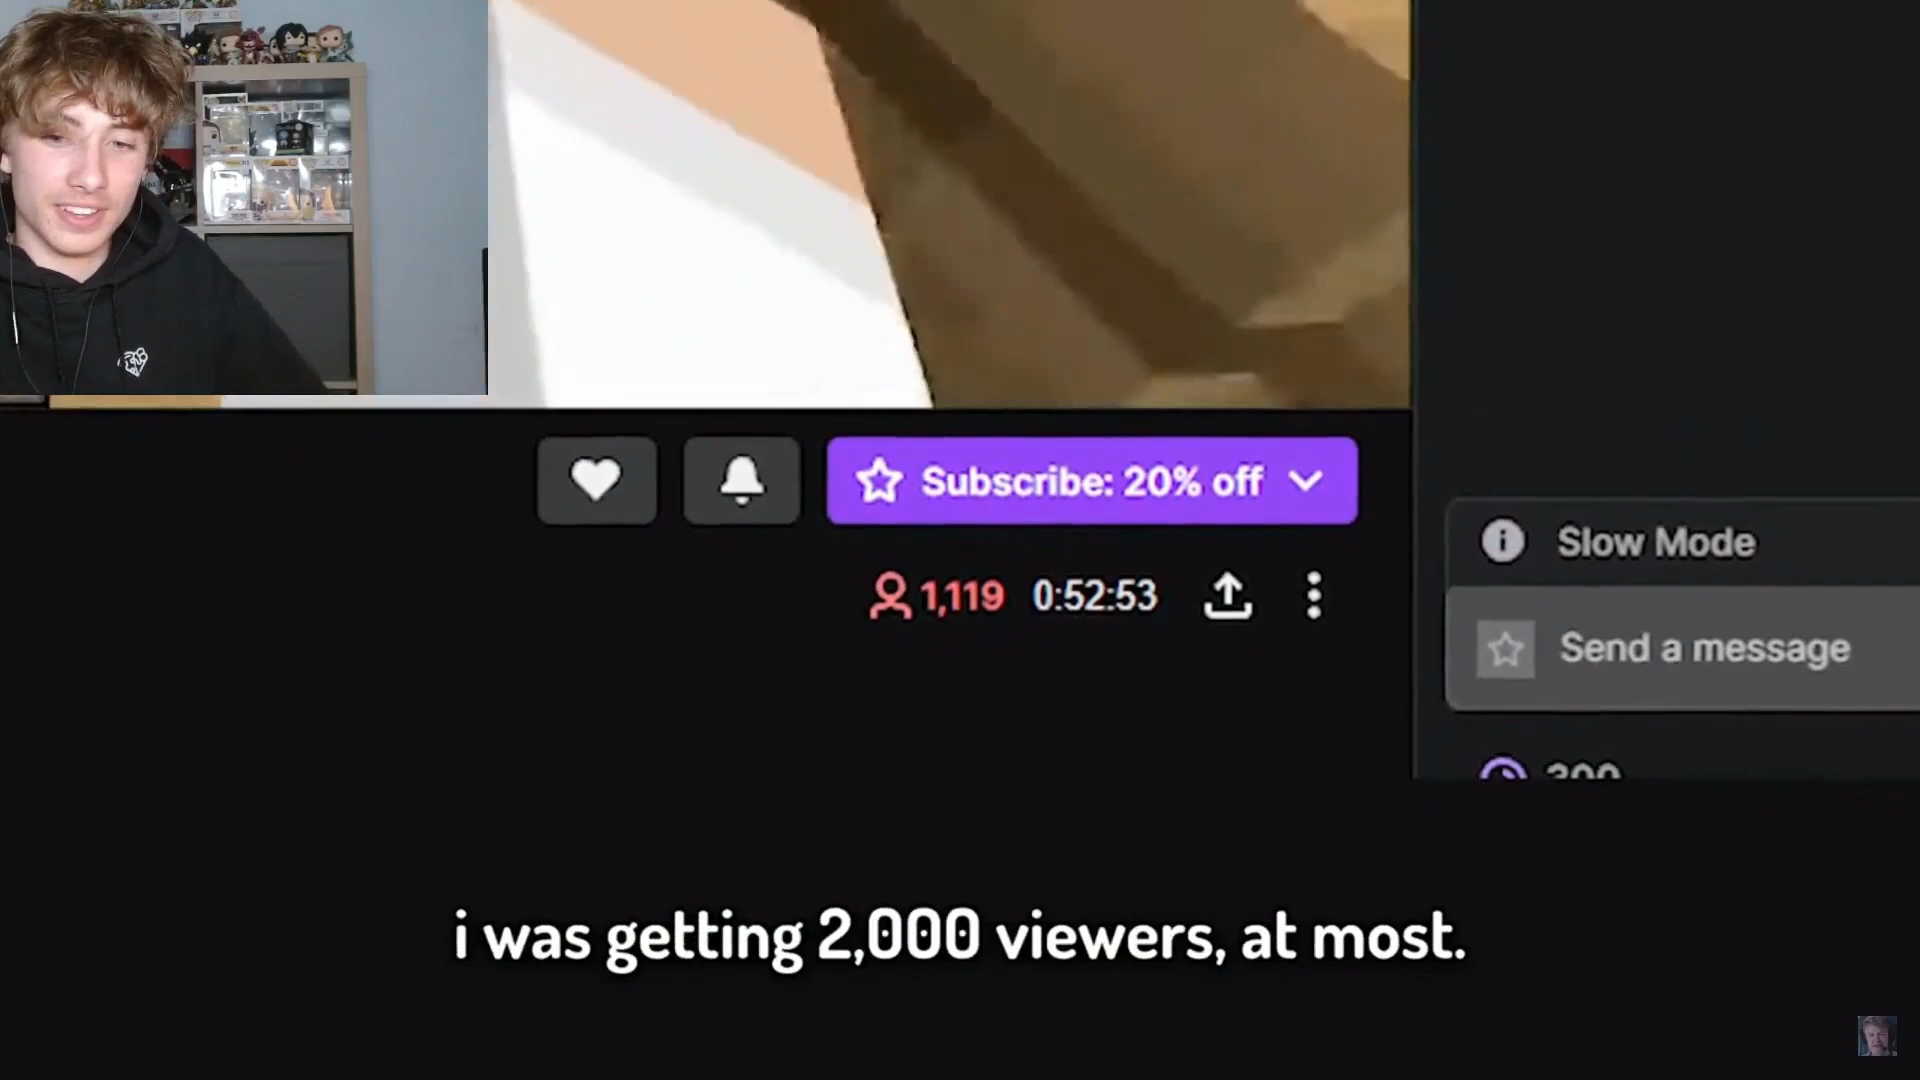 Subscribe: 20% off
1,119 0:52:53
Slow Mode
Send a message
300
i was getting 2,000 viewers, at most.